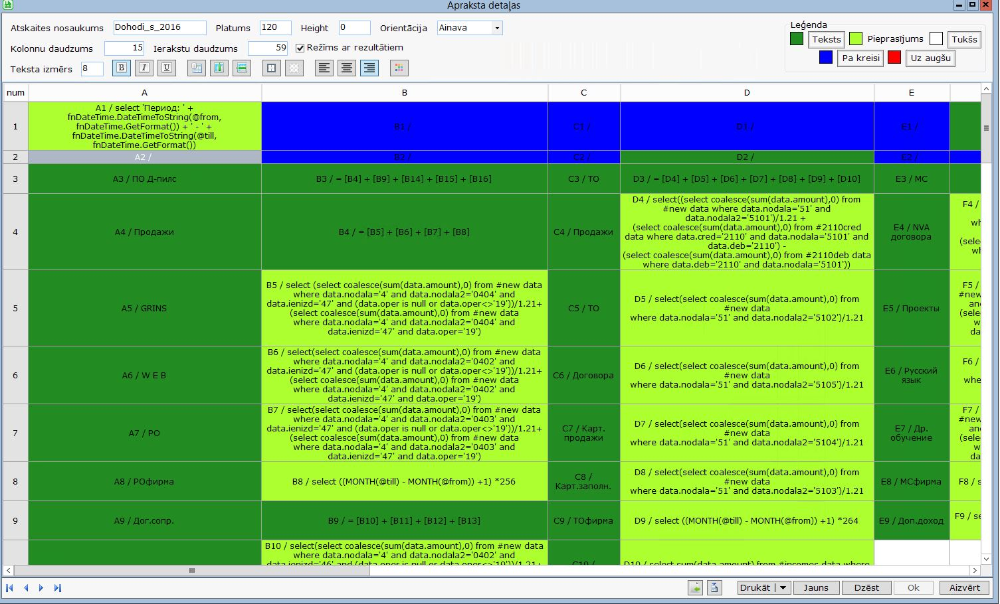 Apraksta detaļas
Atskaites nosaukums Dohodi_s_2016 Platums 120 Height 0 Orientācija Ainava
Leģenda
Kolonnu daudzums 15 Ierakstu daudzums 59 Režīms ar rezultātiem
Teksts Pieprasījums Tukšs
Pa kreisi Uz augšu
Teksta izmērs 8 B I U
num A B C D E
1
A1 / select 'Период: ' +
fnDateTime.DateTimeToString(@from,
fnDateTime.GetFormat()) + ' - ' +
fnDateTime.DateTimeToString(@till,
fnDateTime.GetFormat())
B1 /
C1 /
D1 /
E1 /
2
A2 /
B2 /
C2 /
D2 /
E2 /
3
A3 / ПО Д-пилс
B3 / = [B4] + [B9] + [B14] + [B15] + [B16]
C3 / ТО
D3 / = [D4] + [D5] + [D6] + [D7] + [D8] + [D9] + [D10]
E3 / МС
4
A4 / Продажи
B4 / = [B5] + [B6] + [B7] + [B8]
C4 / Продажи
D4 / select((select coalesce(sum(data.amount),0) from
#new data where data.nodala='51' and
data.nodala2='5101')/1.21 +
(select coalesce(sum(data.amount),0) from #2110cred
data where data.cred='2110' and data.nodala='5101' and
data.deb='2110') -
(select coalesce(sum(data.amount),0) from #2110deb data
where data.deb='2110' and data.nodala='5101'))
E4 / NVA
договора
F4 /
wh
(sele
wh
5
A5 / GRINS
B5 / select (select coalesce(sum(data.amount),0) from #new data
where data.nodala='4' and data.nodala2='0404' and
data.ienizd='47' and (data.oper is null or data.oper<>'19'))/1.21+
(select coalesce(sum(data.amount),0) from #new data
where data.nodala='4' and data.nodala2='0404' and
data.ienizd='47' and data.oper='19')
C5 / ТО
D5 / select(select coalesce(sum(data.amount),0) from
#new data
where data.nodala='51' and data.nodala2='5102')/1.21
E5 / Проекты
F5 /
#new
an
(sele
w
da
6
A6 / W E B
B6 / select(select coalesce(sum(data.amount),0) from #new data
where data.nodala='4' and data.nodala2='0402' and
data.ienizd='47' and (data.oper is null or data.oper<>'19'))/1.21+
(select coalesce(sum(data.amount),0) from #new data
where data.nodala='4' and data.nodala2='0402' and
data.ienizd='47' and data.oper='19')
C6 / Договора
D6 / select(select coalesce(sum(data.amount),0) from
#new data
where data.nodala='51' and data.nodala2='5105')/1.21
E6 / Русский
язык
F6 /
whe
7
A7 / РО
B7 / select(select coalesce(sum(data.amount),0) from #new data
where data.nodala='4' and data.nodala2='0403' and
data.ienizd='47' and (data.oper is null or data.oper<>'19'))/1.21+
(select coalesce(sum(data.amount),0) from #new data
where data.nodala='4' and data.nodala2='0403' and
data.ienizd='47' and data.oper='19')
C7 / Карт.
продажи
D7 / select(select coalesce(sum(data.amount),0) from
#new data
where data.nodala='51' and data.nodala2='5104')/1.21
E7 / Др.
обучение
F7 /
#new
an
(sele
w
da
8
A8 / РОфирма
B8 / select ((MONTH(@till) - MONTH(@from)) +1) *256
C8 /
Карт.заполн.
D8 / select(select coalesce(sum(data.amount),0) from
#new data
where data.nodala='51' and data.nodala2='5103')/1.21
E8 / МСфирма
F8 / s
9
A9 / Дог.сопр.
B9 / = [B10] + [B11] + [B12] + [B13]
C9 / ТОфирма
D9 / select ((MONTH(@till) - MONTH(@from)) +1) *264
E9 / Доп.доход
F9 / se
B10 / select(select coalesce(sum(data.amount),0) from #new data
where data.nodala='4' and data.nodala2='0402' and
data.ienizd='46' and (data.oper is null or data.oper<>'19'))/1.21+
C10 /
D10 / select sum(data.amount) from #incomes data where
Drukāt Jauns Dzēst Ok Aizvērt